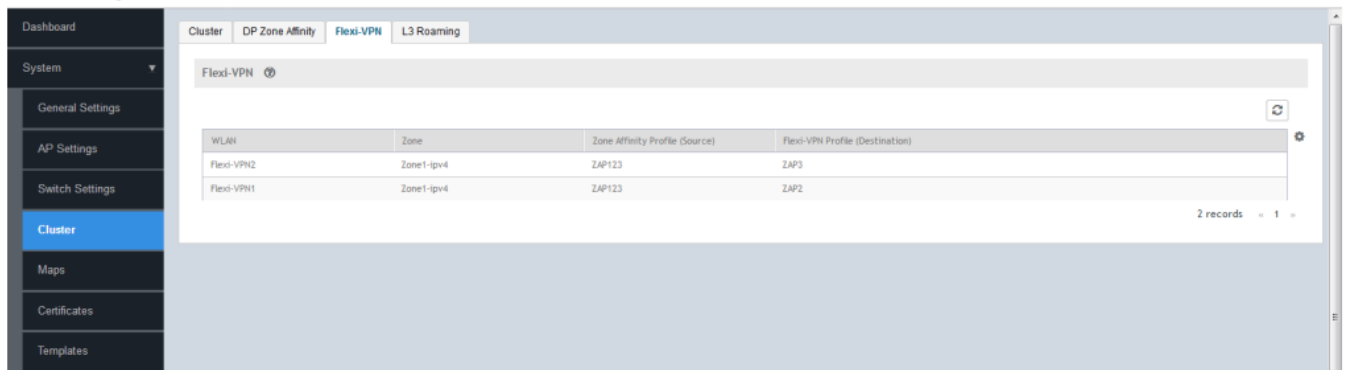 Dashboard
System
General Settings
AP Settings
Switch Settings
Cluster
Maps
Certificates
Templates
Cluster DP Zone Affinity Flexi-VPN L3 Roaming
Flexi-VPN
WLAN Zone Zone Affinity Profile (Source) Flexi-VPN Profile (Destination)
Flexi-VPN2 Zone1-ipv4 ZAP123 ZAP3
Flexi-VPN1 Zone1-ipv4 ZAP123 ZAP2
2 records « 1 »